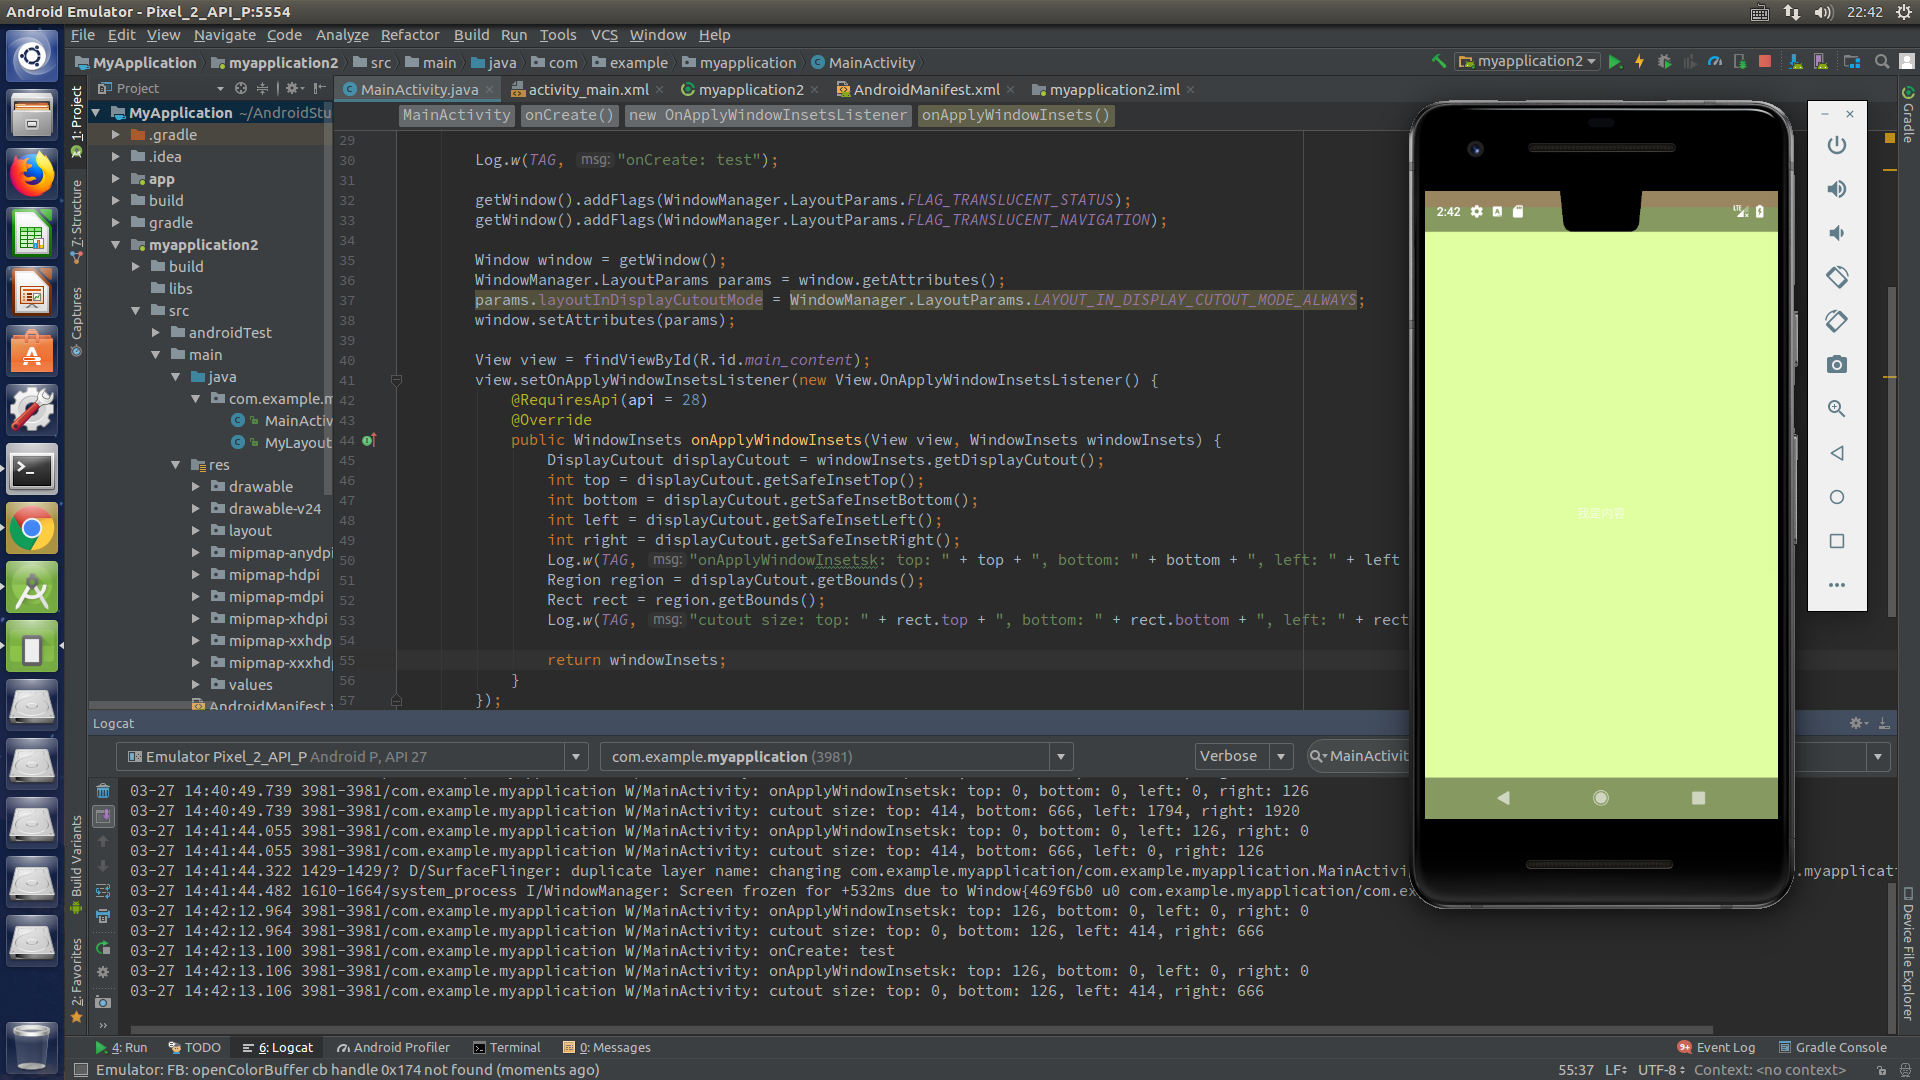 Android Emulator - Pixel_2_API_P:5554
22:42
File Edit View Navigate Code Analyze Refactor Build Run Tools VCS Window Help
MyApplication myapplication2 src main java com example myapplication MainActivity
myapplication2
Project
MainActivity.java activity_main.xml myapplication2 AndroidManifest.xml myapplication2.iml
MainActivity onCreate() new OnApplyWindowInsetsListener onApplyWindowInsets()
1: Project
7: Structure
Captures
Build Variants
2: Favorites
MyApplication ~/AndroidStu
.gradle
.idea
app
build
gradle
myapplication2
build
libs
src
androidTest
main
java
com.example.m
MainActiv
MyLayout
res
drawable
drawable-v24
layout
mipmap-anydpi
mipmap-hdpi
mipmap-mdpi
mipmap-xhdpi
mipmap-xxhdp
mipmap-xxxhdp
values
AndroidManifest.x
29
30 Log.w(TAG, msg: "onCreate: test");
31
32 getWindow().addFlags(WindowManager.LayoutParams.FLAG_TRANSLUCENT_STATUS);
33 getWindow().addFlags(WindowManager.LayoutParams.FLAG_TRANSLUCENT_NAVIGATION);
34
35 Window window = getWindow();
36 WindowManager.LayoutParams params = window.getAttributes();
37 params.layoutInDisplayCutoutMode = WindowManager.LayoutParams.LAYOUT_IN_DISPLAY_CUTOUT_MODE_ALWAYS;
38 window.setAttributes(params);
39
40 View view = findViewById(R.id.main_content);
41 view.setOnApplyWindowInsetsListener(new View.OnApplyWindowInsetsListener() {
42 @RequiresApi(api = 28)
43 @Override
44 public WindowInsets onApplyWindowInsets(View view, WindowInsets windowInsets) {
45 DisplayCutout displayCutout = windowInsets.getDisplayCutout();
46 int top = displayCutout.getSafeInsetTop();
47 int bottom = displayCutout.getSafeInsetBottom();
48 int left = displayCutout.getSafeInsetLeft();
49 int right = displayCutout.getSafeInsetRight();
50 Log.w(TAG, msg: "onApplyWindowInsetsk: top: " + top + ", bottom: " + bottom + ", left: " + left
51 Region region = displayCutout.getBounds();
52 Rect rect = region.getBounds();
53 Log.w(TAG, msg: "cutout size: top: " + rect.top + ", bottom: " + rect.bottom + ", left: " + rect
54
55 return windowInsets;
56 }
57 });
2:42
LTE
我是内容
Gradle
Device File Explorer
Logcat
Emulator Pixel_2_API_P Android P, API 27 com.example.myapplication (3981) Verbose MainActivit
03-27 14:40:49.739 3981-3981/com.example.myapplication W/MainActivity: onApplyWindowInsetsk: top: 0, bottom: 0, left: 0, right: 126
03-27 14:40:49.739 3981-3981/com.example.myapplication W/MainActivity: cutout size: top: 414, bottom: 666, left: 1794, right: 1920
03-27 14:41:44.055 3981-3981/com.example.myapplication W/MainActivity: onApplyWindowInsetsk: top: 0, bottom: 0, left: 126, right: 0
03-27 14:41:44.055 3981-3981/com.example.myapplication W/MainActivity: cutout size: top: 414, bottom: 666, left: 0, right: 126
03-27 14:41:44.322 1429-1429/? D/SurfaceFlinger: duplicate layer name: changing com.example.myapplication/com.example.myapplication.MainActivi .myapplicat
03-27 14:41:44.482 1610-1664/system_process I/WindowManager: Screen frozen for +532ms due to Window{469f6b0 u0 com.example.myapplication/com.ex
03-27 14:42:12.964 3981-3981/com.example.myapplication W/MainActivity: onApplyWindowInsetsk: top: 126, bottom: 0, left: 0, right: 0
03-27 14:42:12.964 3981-3981/com.example.myapplication W/MainActivity: cutout size: top: 0, bottom: 126, left: 414, right: 666
03-27 14:42:13.100 3981-3981/com.example.myapplication W/MainActivity: onCreate: test
03-27 14:42:13.106 3981-3981/com.example.myapplication W/MainActivity: onApplyWindowInsetsk: top: 126, bottom: 0, left: 0, right: 0
03-27 14:42:13.106 3981-3981/com.example.myapplication W/MainActivity: cutout size: top: 0, bottom: 126, left: 414, right: 666
4: Run TODO 6: Logcat Android Profiler Terminal 0: Messages 9+ Event Log Gradle Console
Emulator: FB: openColorBuffer cb handle 0x174 not found (moments ago) 55:37 LF UTF-8 Context: <no context>